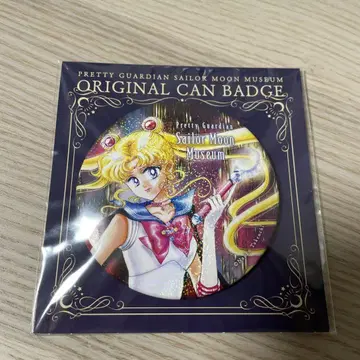 PRETTY GUARDIAN SAILOR MOON MUSEUM
ORIGINAL CAN BADGE
Pretty Guardian
Sailor Moon
Museum